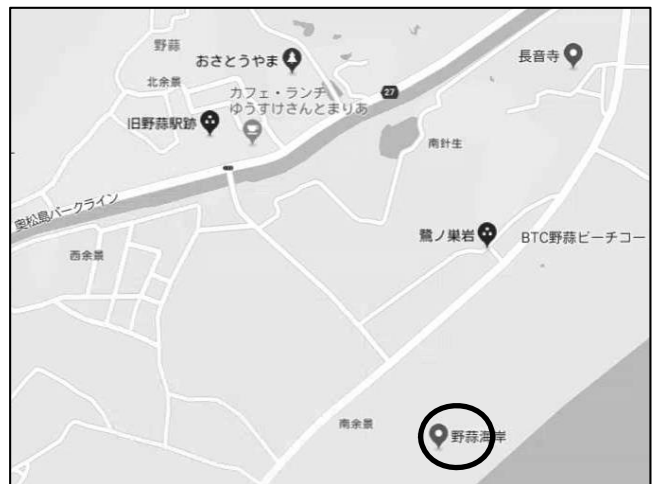 野蒜
おさとうやま
長音寺
北余景
27
カフェ・ランチ
ゆうすけさんとまりあ
旧野蒜駅跡
南針生
奥松島パークライン
鷺ノ巣岩
BTC野蒜ビーチコー
西余景
南余景
野蒜海岸